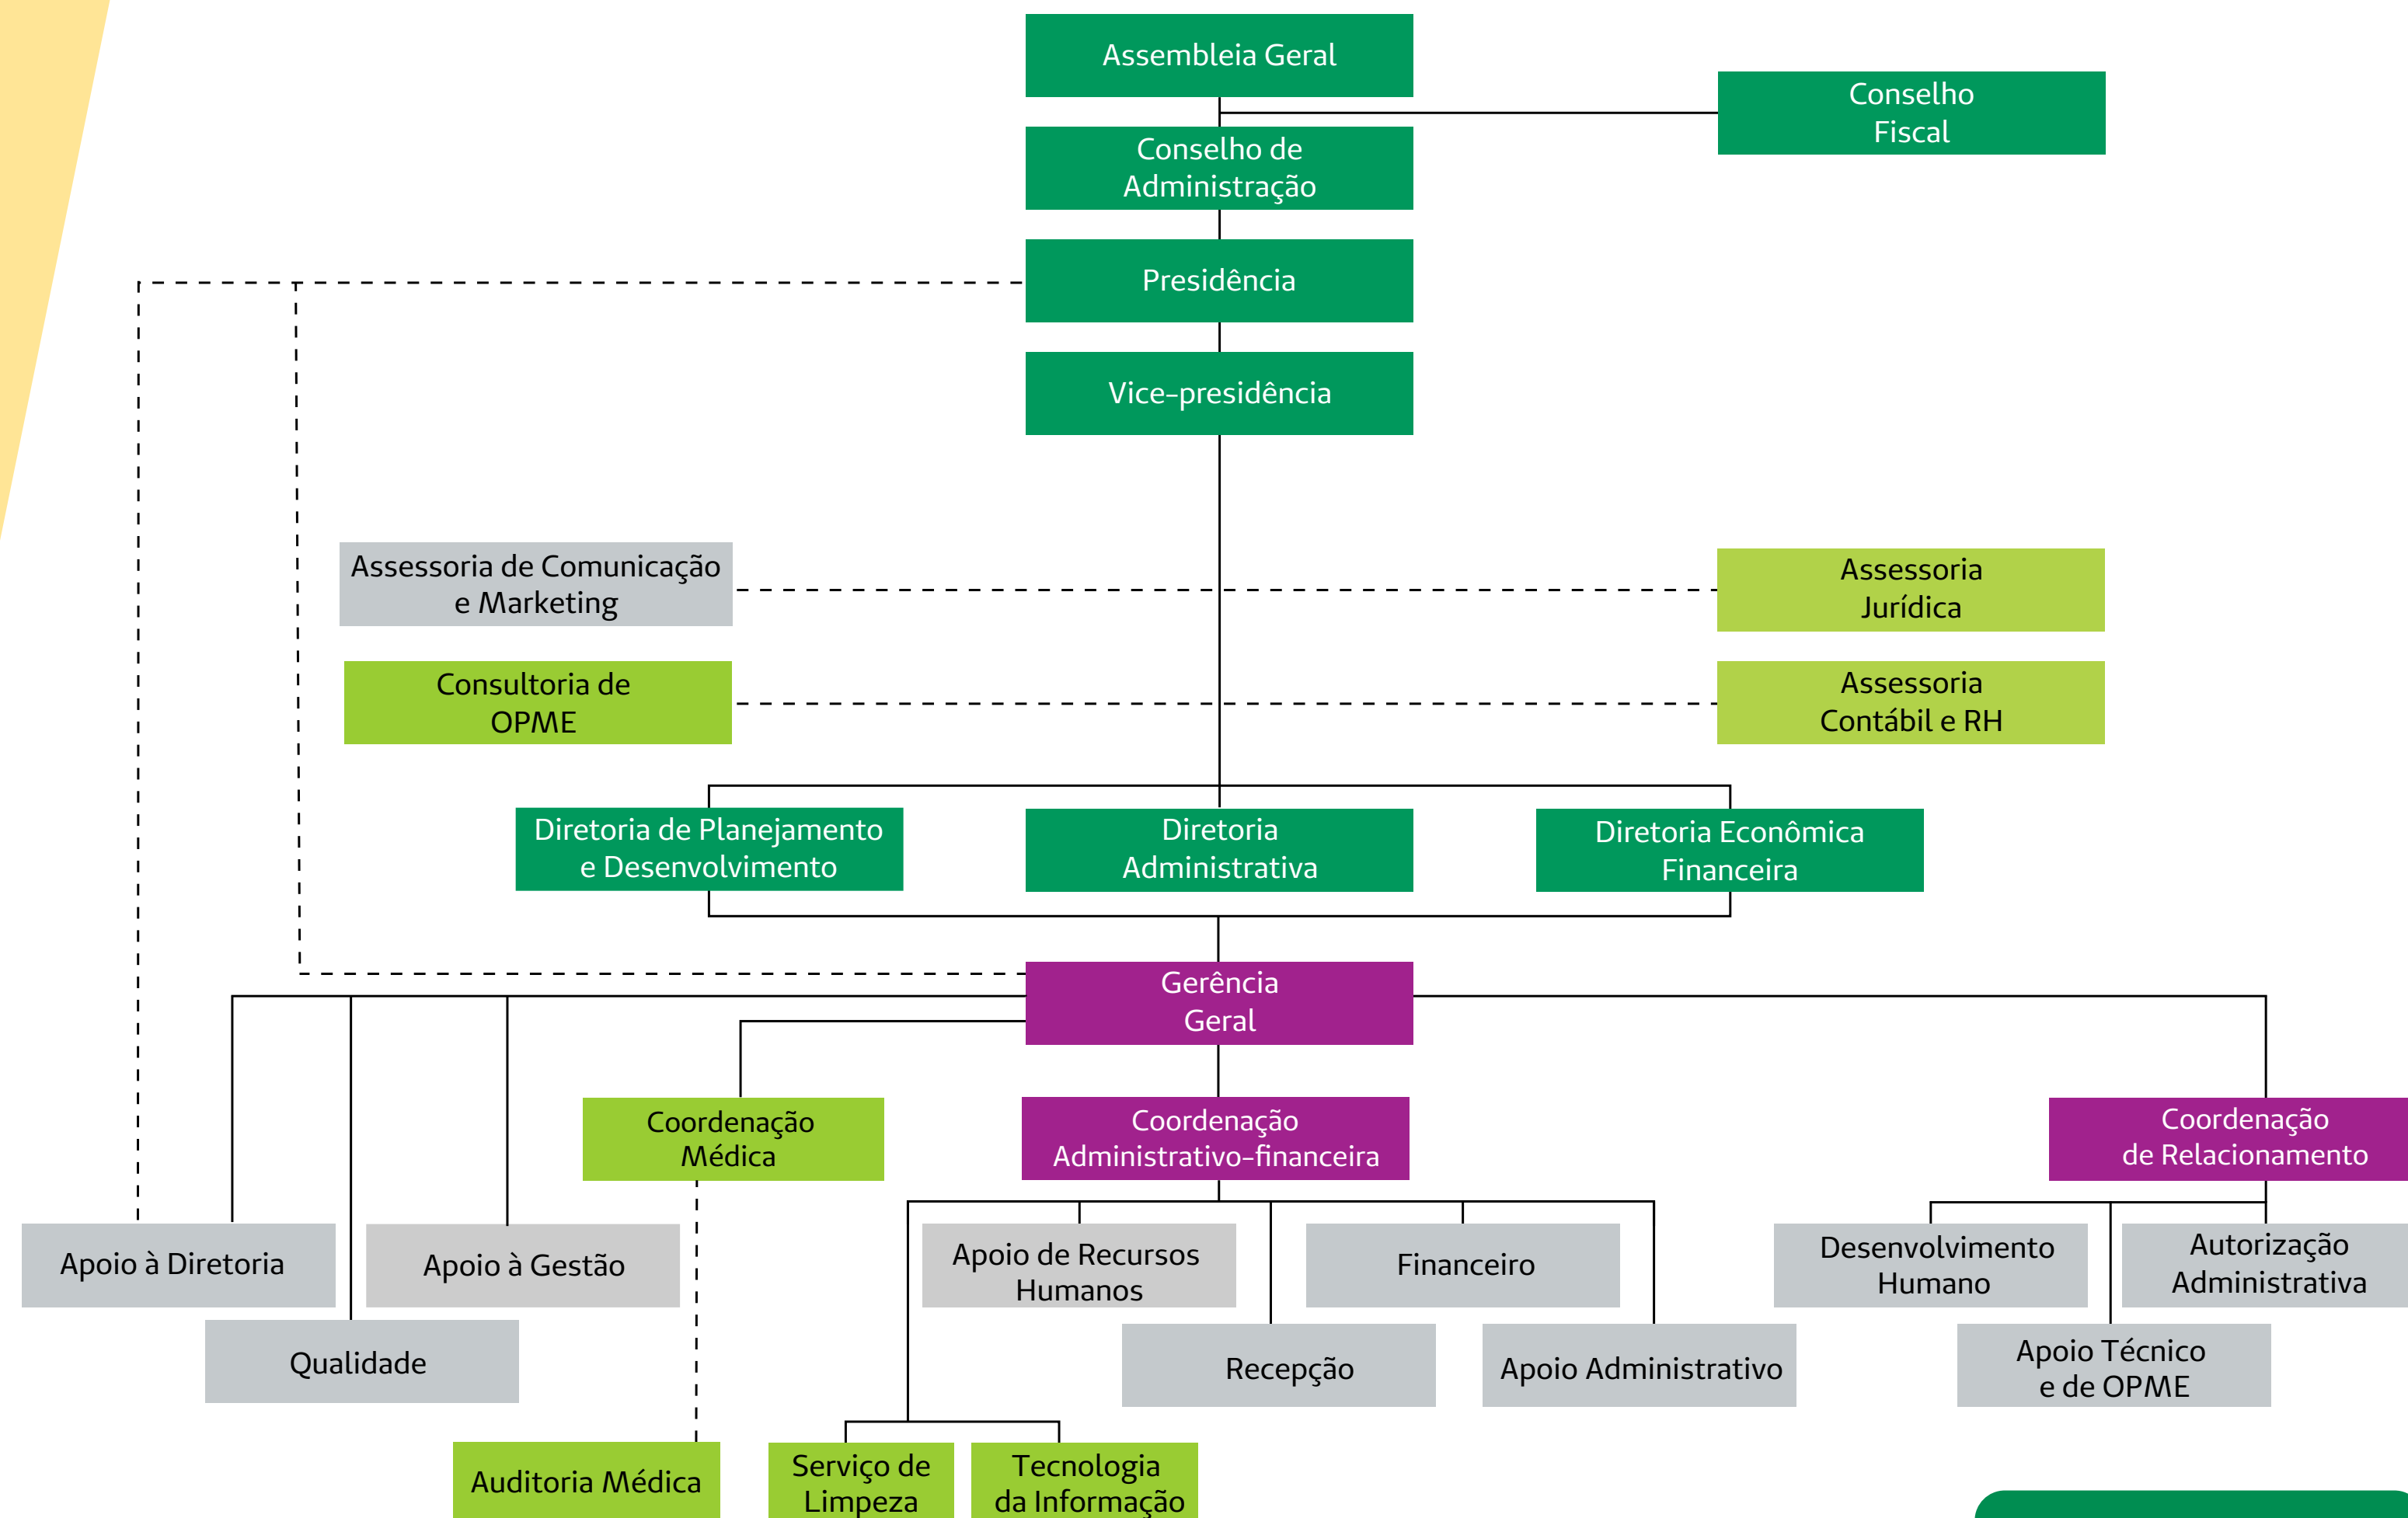 Assembleia Geral
Conselho
Fiscal
Conselho de
Administração
Presidência
Vice-presidência
Assessoria de Comunicação
e Marketing
Assessoria
Jurídica
Consultoria de
OPME
Assessoria
Contábil e RH
Diretoria de Planejamento
e Desenvolvimento
Diretoria
Administrativa
Diretoria Econômica
Financeira
Gerência
Geral
Coordenação
Médica
Coordenação
Administrativo-financeira
Coordenação
de Relacionamento
Apoio à Diretoria
Apoio à Gestão
Apoio de Recursos
Humanos
Financeiro
Desenvolvimento
Humano
Autorização
Administrativa
Qualidade
Recepção
Apoio Administrativo
Apoio Técnico
e de OPME
Auditoria Médica
Serviço de
Limpeza
Tecnologia
da Informação